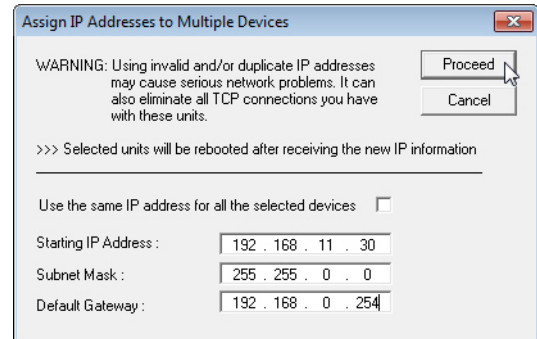 Assign IP Addresses to Multiple Devices
WARNING: Using invalid and/or duplicate IP addresses
may cause serious network problems. It can
also eliminate all TCP connections you have
with these units.
Proceed
Cancel
>>> Selected units will be rebooted after receiving the new IP information
Use the same IP address for all the selected devices
Starting IP Address : 192 . 168 . 11 . 30
Subnet Mask : 255 . 255 . 0 . 0
Default Gateway : 192 . 168 . 0 . 254